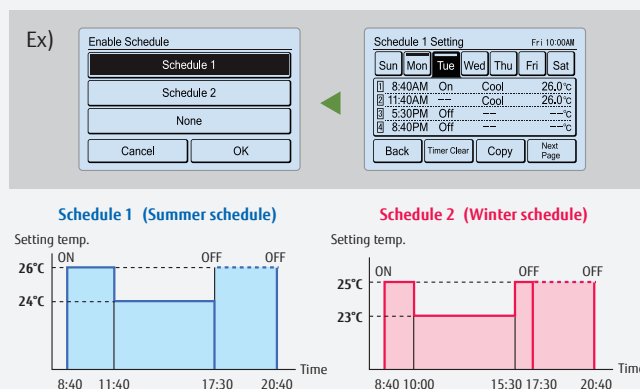 Ex)
Enable Schedule
Schedule 1
Schedule 2
None
Cancel OK
Schedule 1 Setting Fri 10:00AM
Sun Mon Tue Wed Thu Fri Sat
1 8:40AM On Cool 26.0°C
2 11:40AM -- Cool 26.0°C
3 5:30PM Off -- --°C
4 8:40PM Off -- --°C
Back Timer Clear Copy Next Page
Schedule 1 (Summer schedule)
Setting temp.
ON OFF OFF
26°C
24°C
Time
8:40 11:40 17:30 20:40
Schedule 2 (Winter schedule)
Setting temp.
ON OFF OFF
25°C
23°C
Time
8:40 10:00 15:30 17:30 20:40